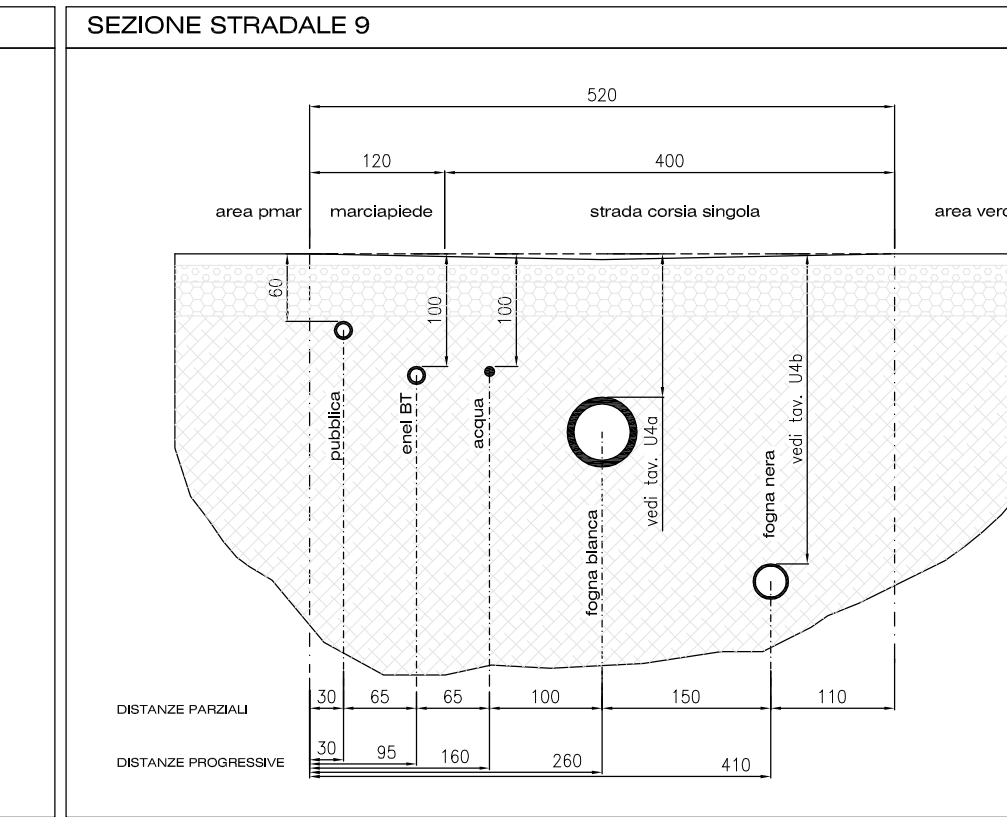 SEZIONE STRADALE 9
520
120
400
area pmar
marciapiede
strada corsia singola
area verd
60
100
100
pubblica
enel BT
acqua
fogna blanca
vedi tav. U4a
fogna nera
vedi tav. U4b
DISTANZE PARZIALI
30
65
65
100
150
110
DISTANZE PROGRESSIVE
30
95
160
260
410